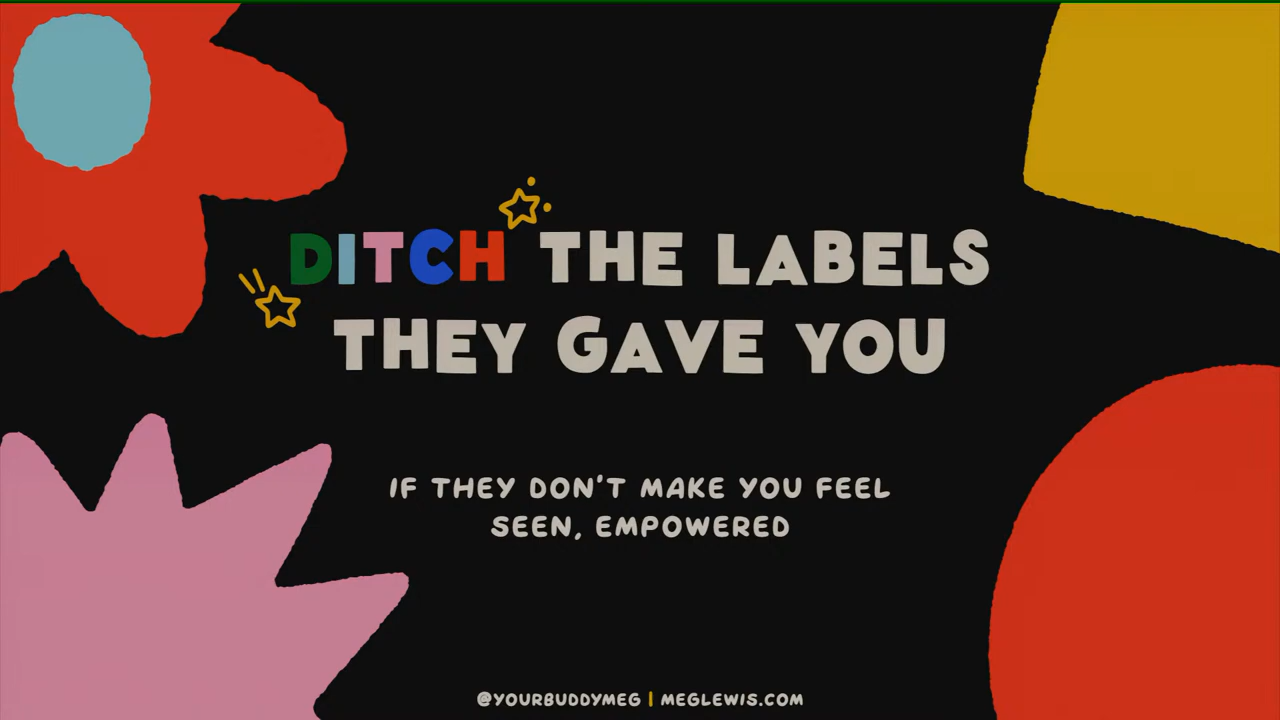 DITCH THE LABELS
THEY GAVE YOU
IF THEY DON'T MAKE YOU FEEL
SEEN, EMPOWERED
@YOURBUDDYMEG | MEGLEWIS.COM